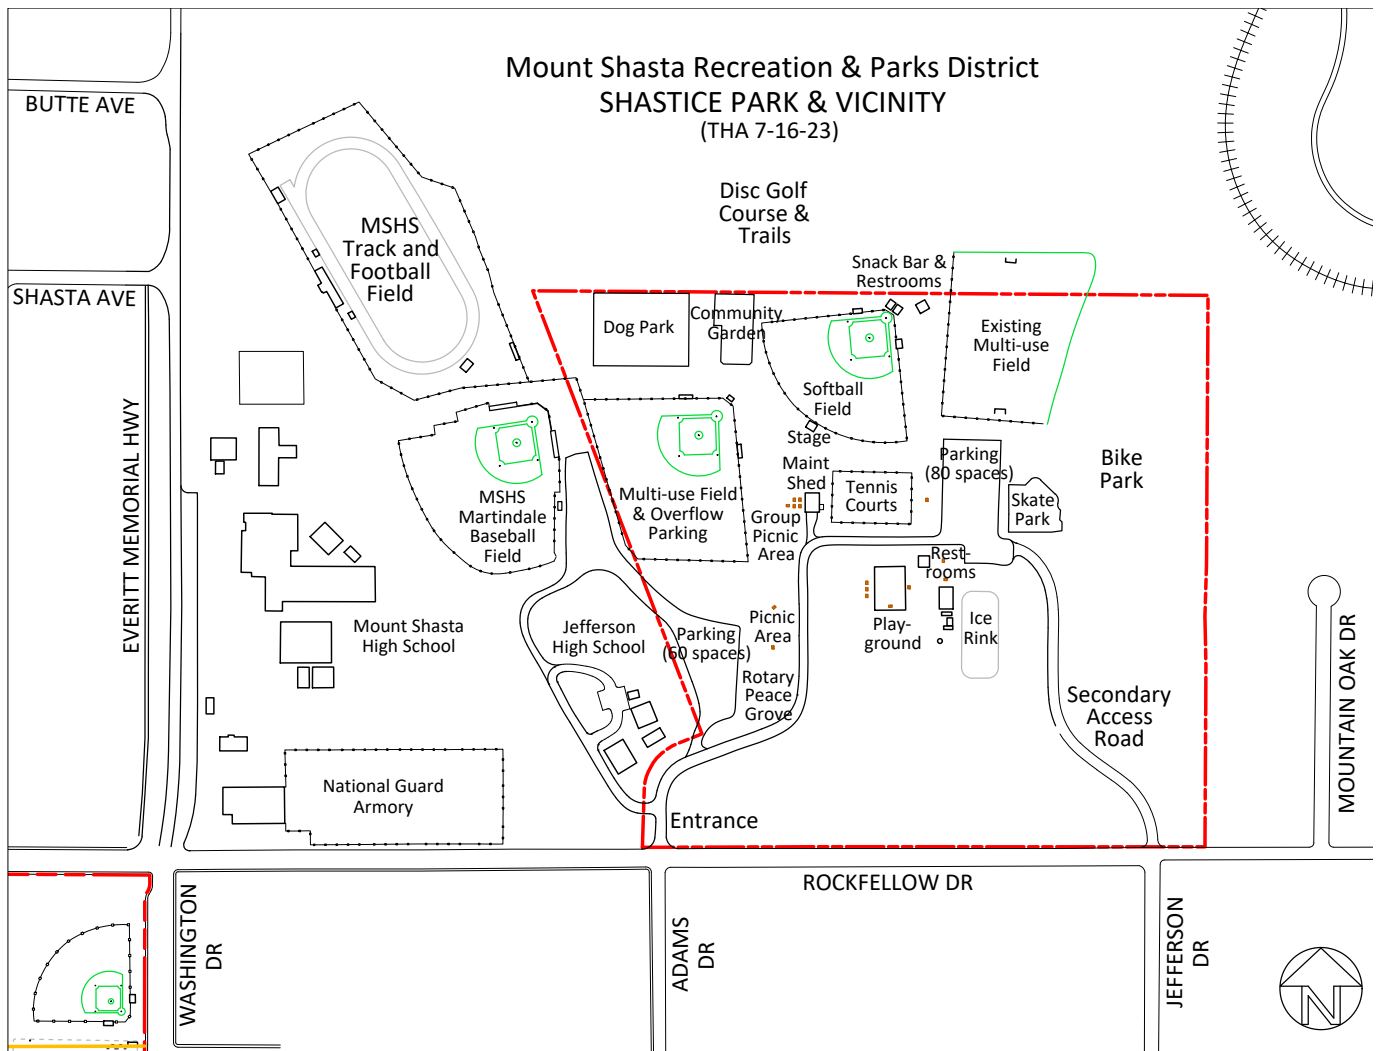 Mount Shasta Recreation & Parks District
SHASTICE PARK & VICINITY
(THA 7-16-23)
BUTTE AVE
SHASTA AVE
EVERITT MEMORIAL HWY
MSHS
Track and
Football
Field
Disc Golf
Course &
Trails
Snack Bar &
Restrooms
Dog Park
Community
Garden
Existing
Multi-use
Field
Softball
Field
Stage
Maint
Shed
Tennis
Courts
Parking
(80 spaces)
Bike
Park
Skate
Park
MSHS
Martindale
Baseball
Field
Multi-use Field
& Overflow
Parking
Group
Picnic
Area
Rest-
rooms
Mount Shasta
High School
Jefferson
High School
Parking
(60 spaces)
Picnic
Area
Play-
ground
Ice
Rink
Rotary
Peace
Grove
Secondary
Access
Road
MOUNTAIN OAK DR
National Guard
Armory
Entrance
ROCKFELLOW DR
WASHINGTON
DR
ADAMS
DR
JEFFERSON
DR
N